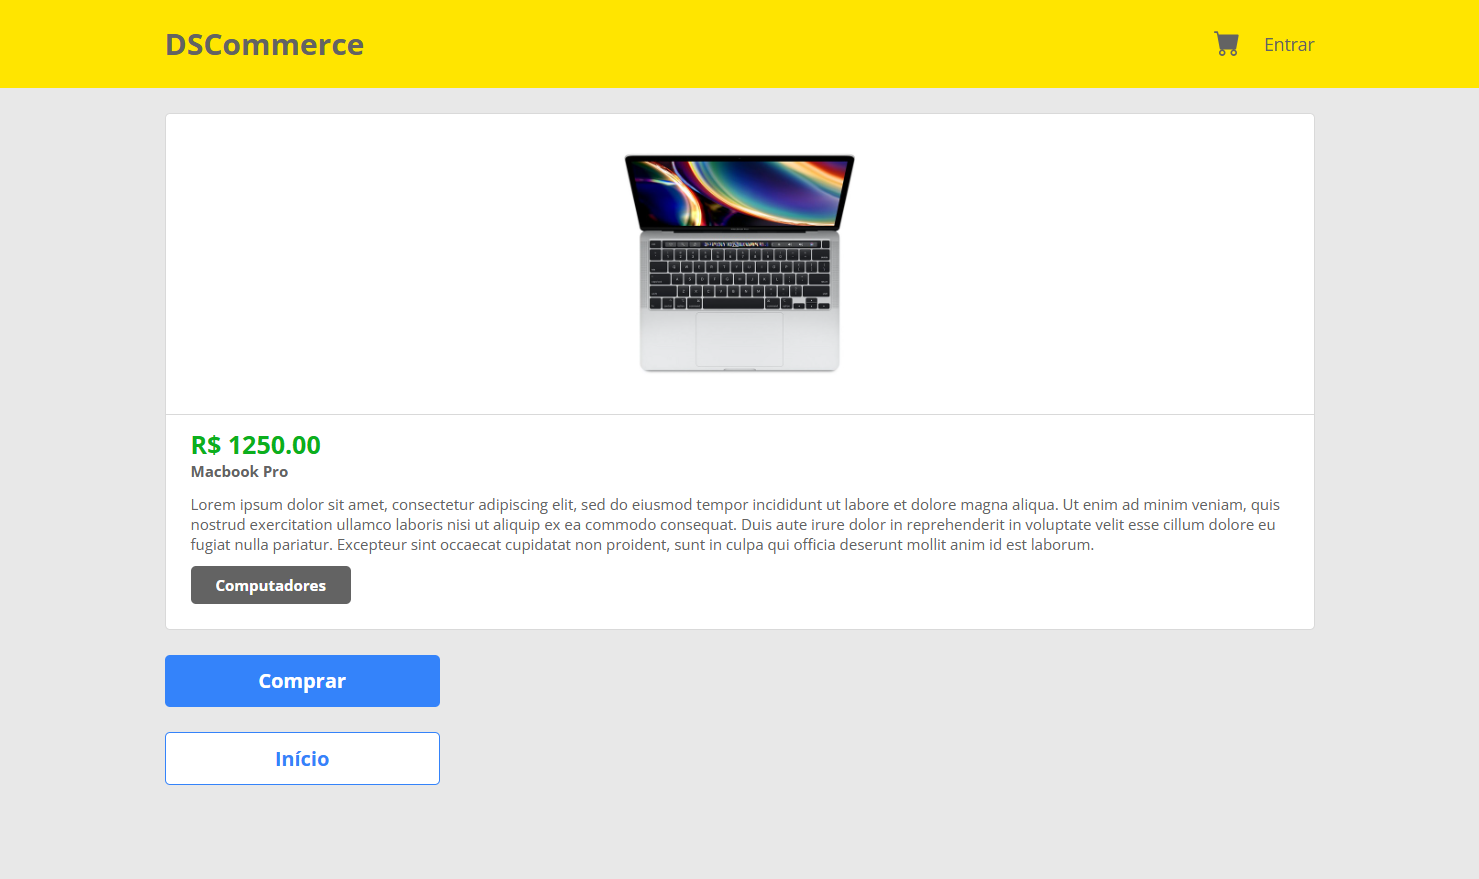 DSCommerce
Entrar
R$ 1250.00
Macbook Pro
Lorem ipsum dolor sit amet, consectetur adipiscing elit, sed do eiusmod tempor incididunt ut labore et dolore magna aliqua. Ut enim ad minim veniam, quis
nostrud exercitation ullamco laboris nisi ut aliquip ex ea commodo consequat. Duis aute irure dolor in reprehenderit in voluptate velit esse cillum dolore eu
fugiat nulla pariatur. Excepteur sint occaecat cupidatat non proident, sunt in culpa qui officia deserunt mollit anim id est laborum.
Computadores
Comprar
Início